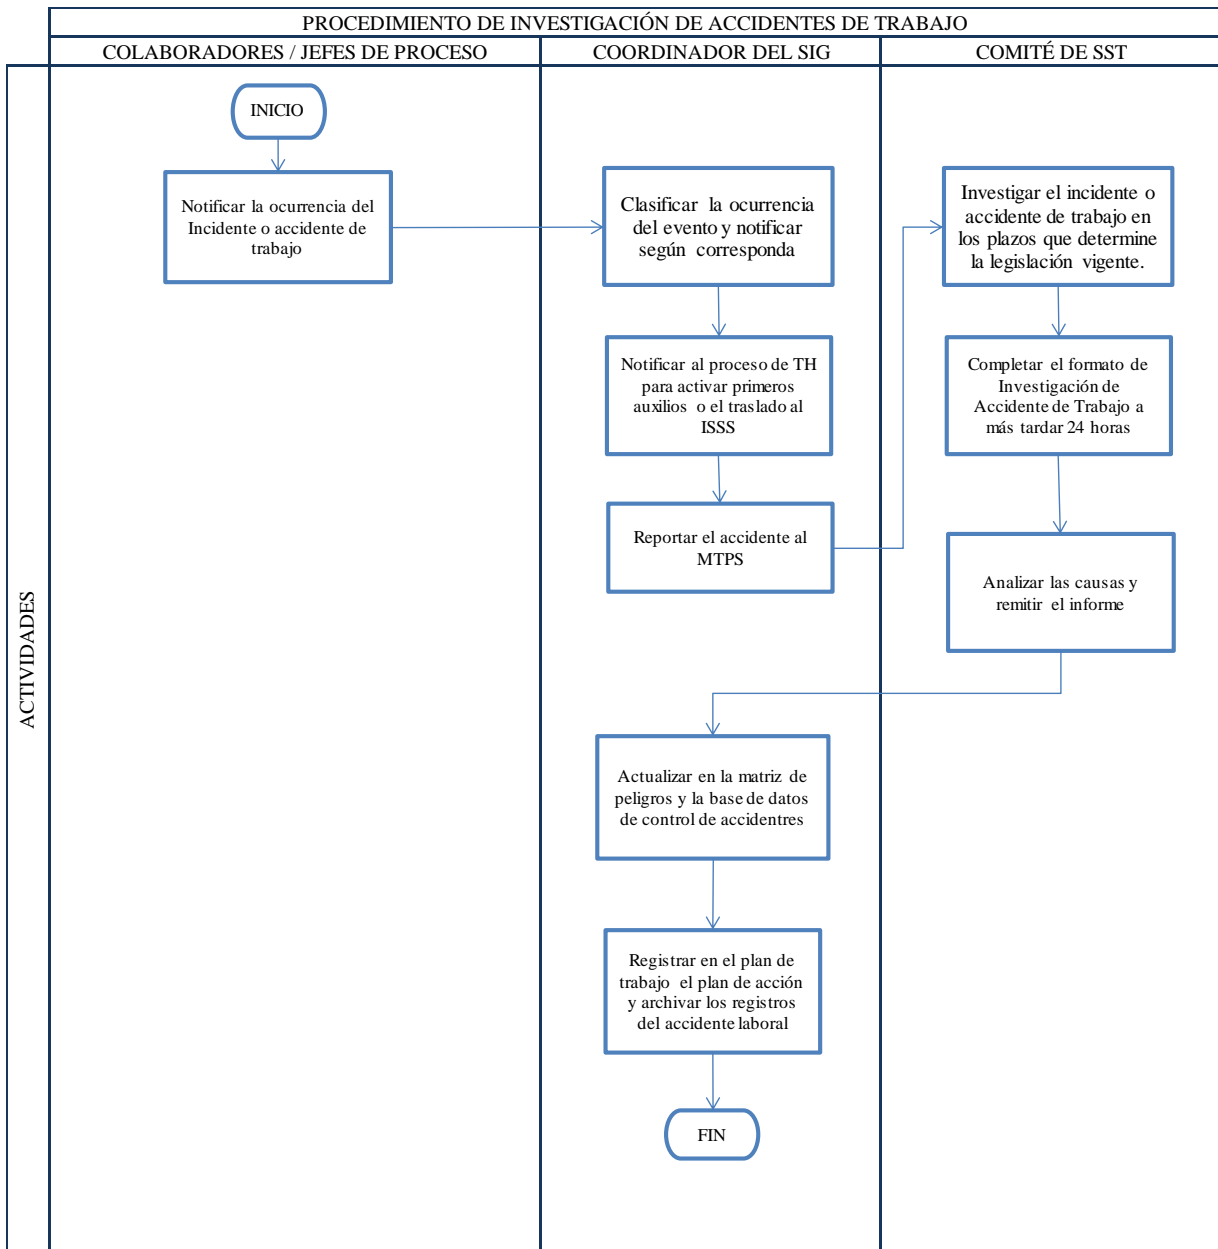 PROCEDIMIENTO DE INVESTIGACIÓN DE ACCIDENTES DE TRABAJO
COLABORADORES / JEFES DE PROCESO
COORDINADOR DEL SIG
COMITÉ DE SST
ACTIVIDADES
INICIO
Notificar la ocurrencia del
Incidente o accidente de
trabajo
Clasificar la ocurrencia
del evento y notificar
según corresponda
Notificar al proceso de TH
para activar primeros
auxilios o el traslado al
ISSS
Reportar el accidente al
MTPS
Investigar el incidente o
accidente de trabajo en
los plazos que determine
la legislación vigente.
Completar el formato de
Investigación de
Accidente de Trabajo a
más tardar 24 horas
Analizar las causas y
remitir el informe
Actualizar en la matriz de
peligros y la base de datos
de control de accidentres
Registrar en el plan de
trabajo el plan de acción
y archivar los registros
del accidente laboral
FIN